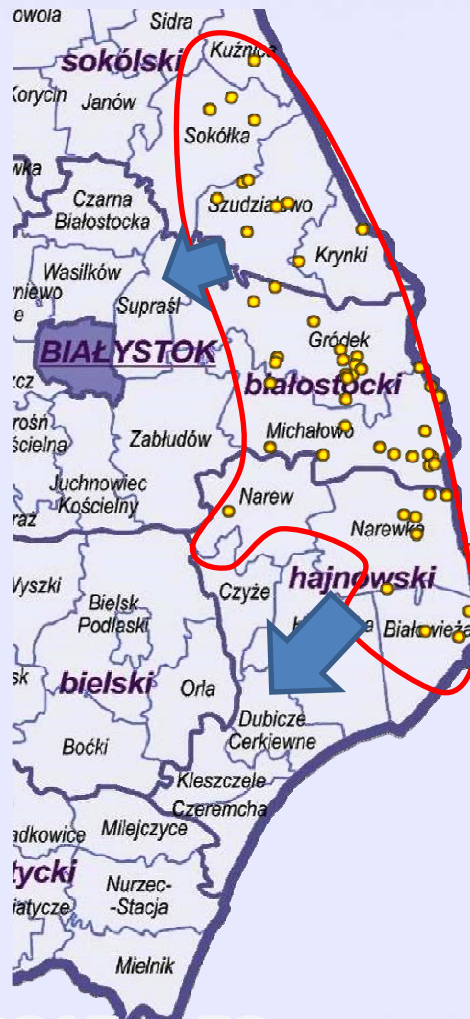 Sidra
Kuźnica
sokólski
Korycin
Janów
Sokółka
Czarna
Białostocka
Szudziałowo
Krynki
Wasilków
Supraśl
BIAŁYSTOK
Gródek
białostocki
Zabłudów
Michałowo
Juchnowiec
Kościelny
Narew
Narewka
hajnowski
Czyże
Bielsk
Podlaski
Białowieża
bielski
Orla
Dubicze
Cerkiewne
Boćki
Kleszczele
Czeremcha
Milejczyce
Nurzec-
-Stacja
Mielnik